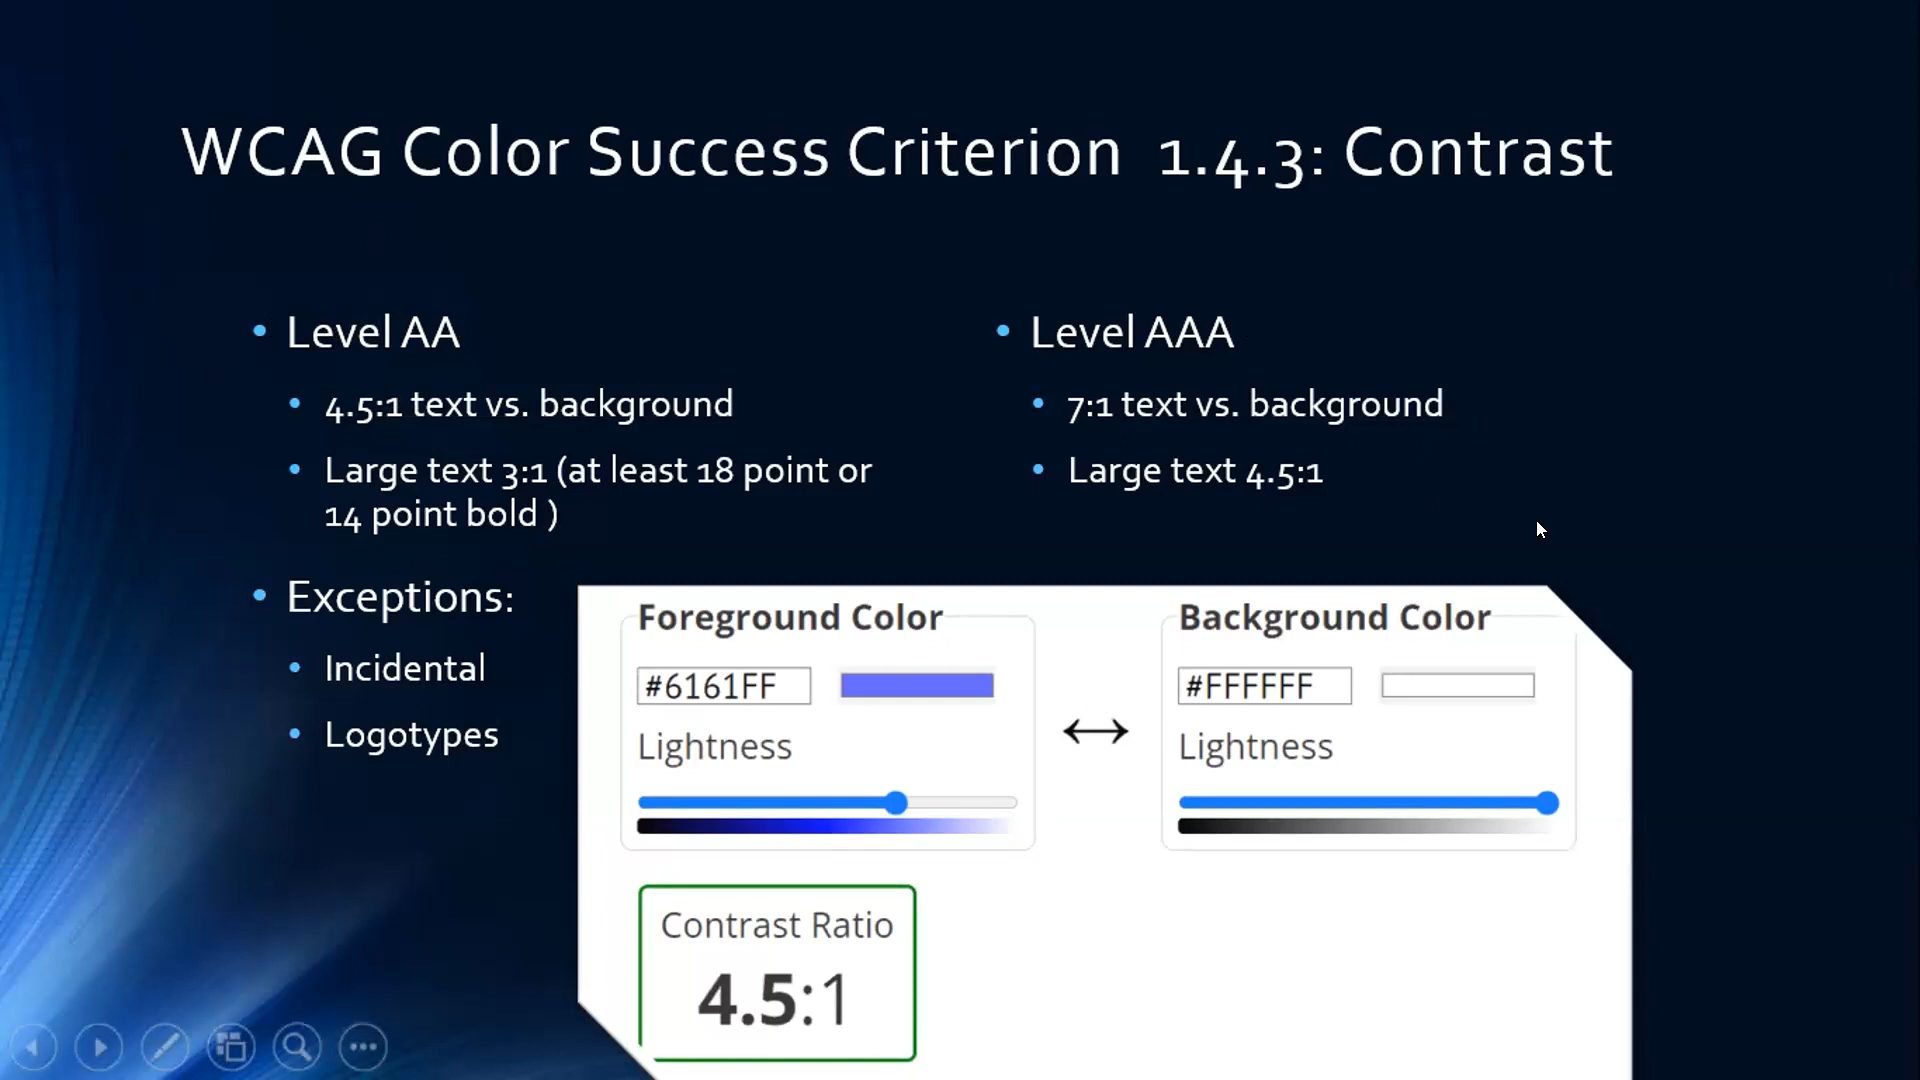 WCAG Color Success Criterion 1.4.3: Contrast
Level AA
4.5:1 text vs. background
Large text 3:1 (at least 18 point or
14 point bold )
Exceptions:
Incidental
Logotypes
Level AAA
7:1 text vs. background
Large text 4.5:1
Foreground Color
#6161FF
Lightness
Background Color
#FFFFFF
Lightness
Contrast Ratio
4.5:1